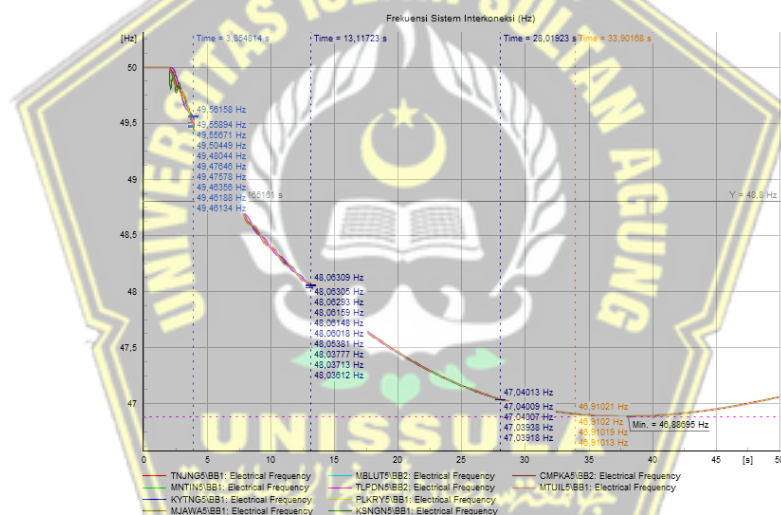 Frekuensi Sistem Interkoneksi (Hz)
[Hz]
Time = 3,854814 s
Time = 13,11723 s
Time = 28,01923 s
Time = 33,90168 s
50
49,5
49
48,5
48
47,5
47
49,56158 Hz
49,55894 Hz
49,55671 Hz
49,50449 Hz
49,48044 Hz
49,47646 Hz
49,47578 Hz
49,46356 Hz
49,46188 Hz
49,46134 Hz
Y = 48,8 Hz
48,06309 Hz
48,06305 Hz
48,06293 Hz
48,06159 Hz
48,06148 Hz
48,06018 Hz
48,05381 Hz
48,03777 Hz
48,03713 Hz
48,03612 Hz
47,04013 Hz
47,04009 Hz
47,04007 Hz
47,03938 Hz
47,03918 Hz
46,91021 Hz
46,9102 Hz
46,91019 Hz
46,91013 Hz
Min. = 46,88695 Hz
0 5 10 15 20 25 30 35 40 45 [s] 50
TNJNG5\BB1: Electrical Frequency
MBLUT5\BB2: Electrical Frequency
CMPKA5\BB2: Electrical Frequency
MNTIN5\BB1: Electrical Frequency
TLPDN5\BB2: Electrical Frequency
MTUIL5\BB1: Electrical Frequency
KYTNG5\BB1: Electrical Frequency
PLKRY5\BB1: Electrical Frequency
MJAWA5\BB1: Electrical Frequency
KSNGN5\BB1: Electrical Frequency
UNIVERSITAS ISLAM SULTAN AGUNG
UNISSULA